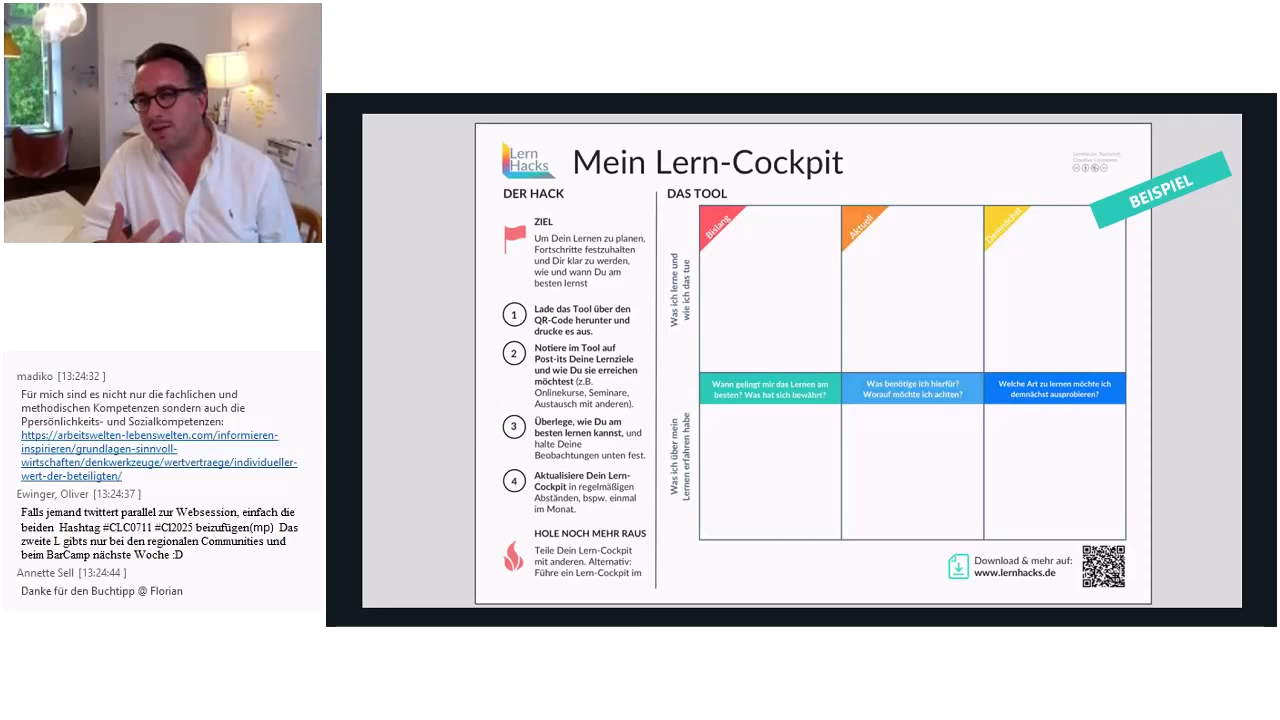 madiko [13:24:32 ]
Für mich sind es nicht nur die fachlichen und
methodischen Kompetenzen sondern auch die
Ppersönlichkeits- und Sozialkompetenzen:
https://arbeitswelten-lebenswelten.com/informieren-
inspirieren/grundlagen-sinnvoll-
wirtschaften/denkwerkzeuge/wertvertraege/individueller-
wert-der-beteiligten/
Ewinger, Oliver [13:24:37 ]
Falls jemand twittert parallel zur Websession, einfach die
beiden Hashtag #CLC0711 #Cl2025 beizufügen(mp) Das
zweite L gibts nur bei den regionalen Communities und
beim BarCamp nächste Woche :D
Annette Sell [13:24:44 ]
Danke für den Buchtipp @ Florian
Lern
Hacks
Mein Lern-Cockpit
BEISPIEL
DER HACK
ZIEL
Um Dein Lernen zu planen,
Fortschritte festzuhalten
und Dir klar zu werden,
wie und wann Du am
besten lernst
1
Lade das Tool über den
QR-Code herunter und
drucke es aus.
2
Notiere im Tool auf
Post-its Deine Lernziele
und wie Du sie erreichen
möchtest (z.B.
Onlinekurse, Seminare,
Austausch mit anderen).
3
Überlege, wie Du am
besten lernen kannst, und
halte Deine
Beobachtungen unten fest.
4
Aktualisiere Dein Lern-
Cockpit in regelmäßigen
Abständen, bspw. einmal
im Monat.
HOLE NOCH MEHR RAUS
Teile Dein Lern-Cockpit
mit anderen. Alternativ:
Führe ein Lern-Cockpit im
DAS TOOL
Was ich lerne und
wie ich das tue
Bislang
Aktuell
Demnächst
Wann gelingt mir das Lernen am
besten? Was hat sich bewährt?
Was benötige ich hierfür?
Worauf möchte ich achten?
Welche Art zu lernen möchte ich
demnächst ausprobieren?
Was ich über mein
Lernen erfahren habe
Download & mehr auf:
www.lernhacks.de